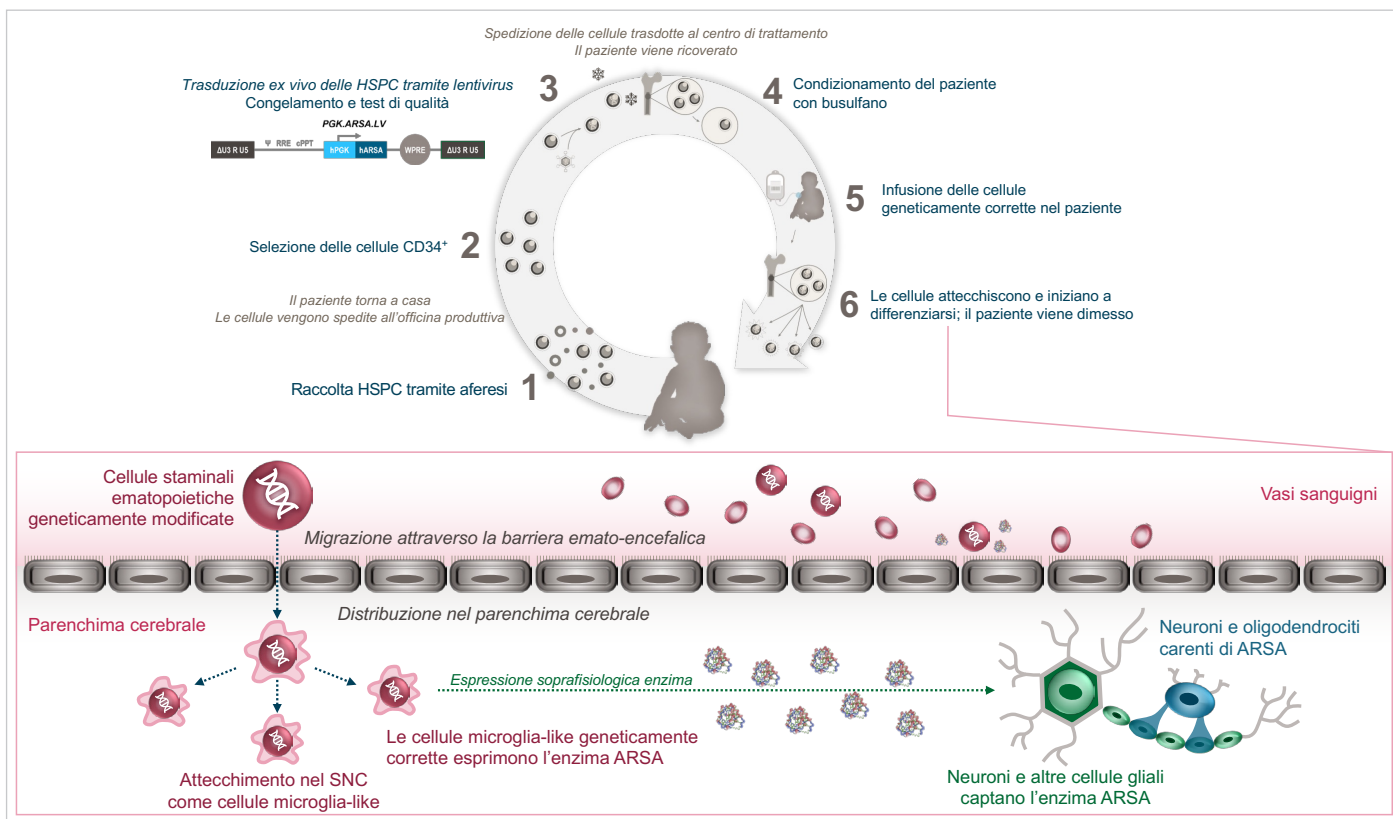 Spedizione delle cellule trasdotte al centro di trattamento
Il paziente viene ricoverato
Trasduzione ex vivo delle HSPC tramite lentivirus
Congelamento e test di qualità
3
PGK.ARSA.LV
ΔU3 R U5
Ψ RRE cPPT
hPGK
hARSA
WPRE
ΔU3 R U5
4
Condizionamento del paziente
con busulfano
5
Infusione delle cellule
geneticamente corrette nel paziente
Selezione delle cellule CD34⁺
2
Il paziente torna a casa
Le cellule vengono spedite all’officina produttiva
6
Le cellule attecchiscono e iniziano a
differenziarsi; il paziente viene dimesso
Raccolta HSPC tramite aferesi
1
Cellule staminali
ematopoietiche
geneticamente modificate
Vasi sanguigni
Migrazione attraverso la barriera emato-encefalica
Distribuzione nel parenchima cerebrale
Parenchima cerebrale
Neuroni e oligodendrociti
carenti di ARSA
Espressione soprafisiologica enzima
Le cellule microglia-like geneticamente
corrette esprimono l’enzima ARSA
Attecchimento nel SNC
come cellule microglia-like
Neuroni e altre cellule gliali
captano l’enzima ARSA